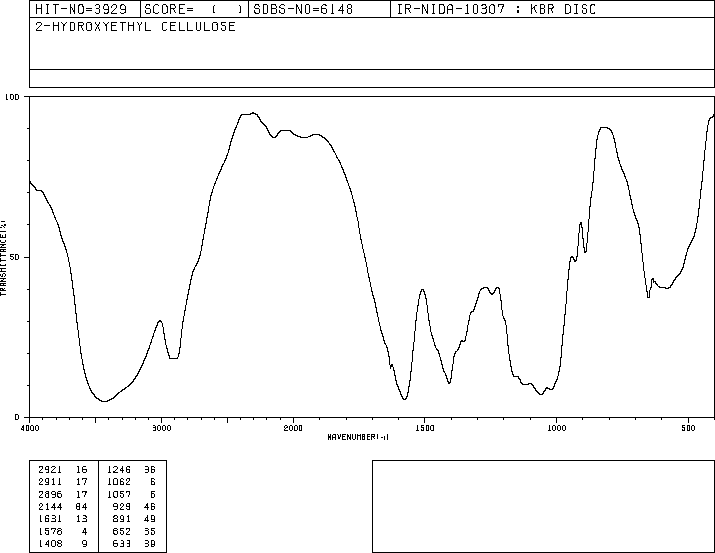 HIT-NO=3929 SCORE= ( ) SDBS-NO=6148 IR-NIDA-10307 : KBR DISC
2-HYDROXYETHYL CELLULOSE
100
50
0
TRANSMITTANCE(%)
4000 3000 2000 1500 1000 500
WAVENUMBER(-1)
2921 16 1246 36
2911 17 1062 6
2896 17 1057 6
2144 84 929 46
1631 13 891 49
1578 4 652 35
1408 9 633 39